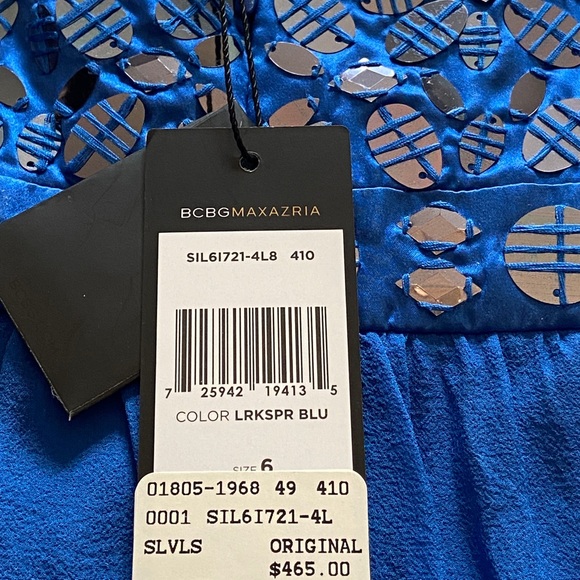 BCBGMAXAZRIA
SIL6I721-4L8 410
7 25942 19413 5
COLOR LRKSPR BLU
SIZE 6
01805-1968 49 410
0001 SIL6I721-4L
SLVLS ORIGINAL
$465.00